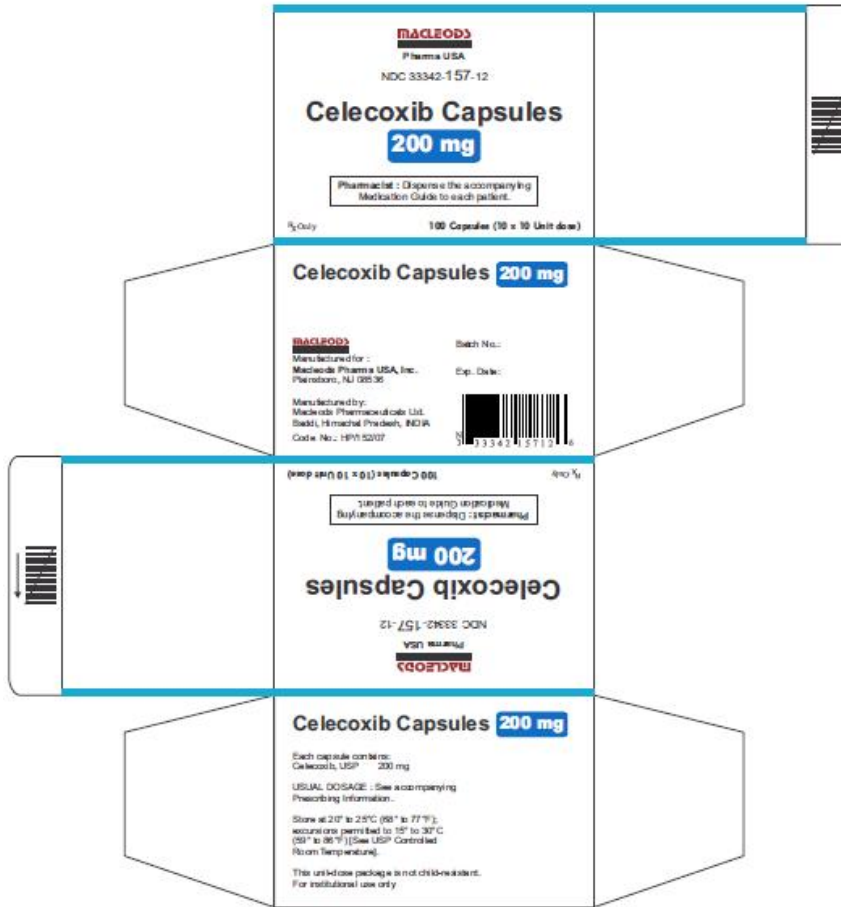 MACLEODS
Pharma USA
NDC 33342-157-12
Celecoxib Capsules
200 mg
Pharmacist : Dispense the accompanying
Medication Guide to each patient.
Rx Only 100 Capsules (10 x 10 Unit dose)
Celecoxib Capsules 200 mg
MACLEODS
Manufactured for :
Macleods Pharma USA, Inc.
Plainsboro, NJ 08536
Manufactured by:
Macleods Pharmaceuticals Ltd.
Baddi, Himachal Pradesh, INDIA
Code No.: HP/152/07
Batch No.:
Exp. Date:
N
3 33342 15712 6
MACLEODS
Pharma USA
NDC 33342-157-12
Celecoxib Capsules
200 mg
Pharmacist : Dispense the accompanying
Medication Guide to each patient.
Rx Only 100 Capsules (10 x 10 Unit dose)
Celecoxib Capsules 200 mg
Each capsule contains:
Celecoxib, USP 200 mg
USUAL DOSAGE : See accompanying
Prescribing Information.
Store at 20° to 25°C (68° to 77°F);
excursions permitted to 15° to 30°C
(59° to 86°F) [See USP Controlled
Room Temperature].
This unit-dose package is not child-resistant.
For institutional use only